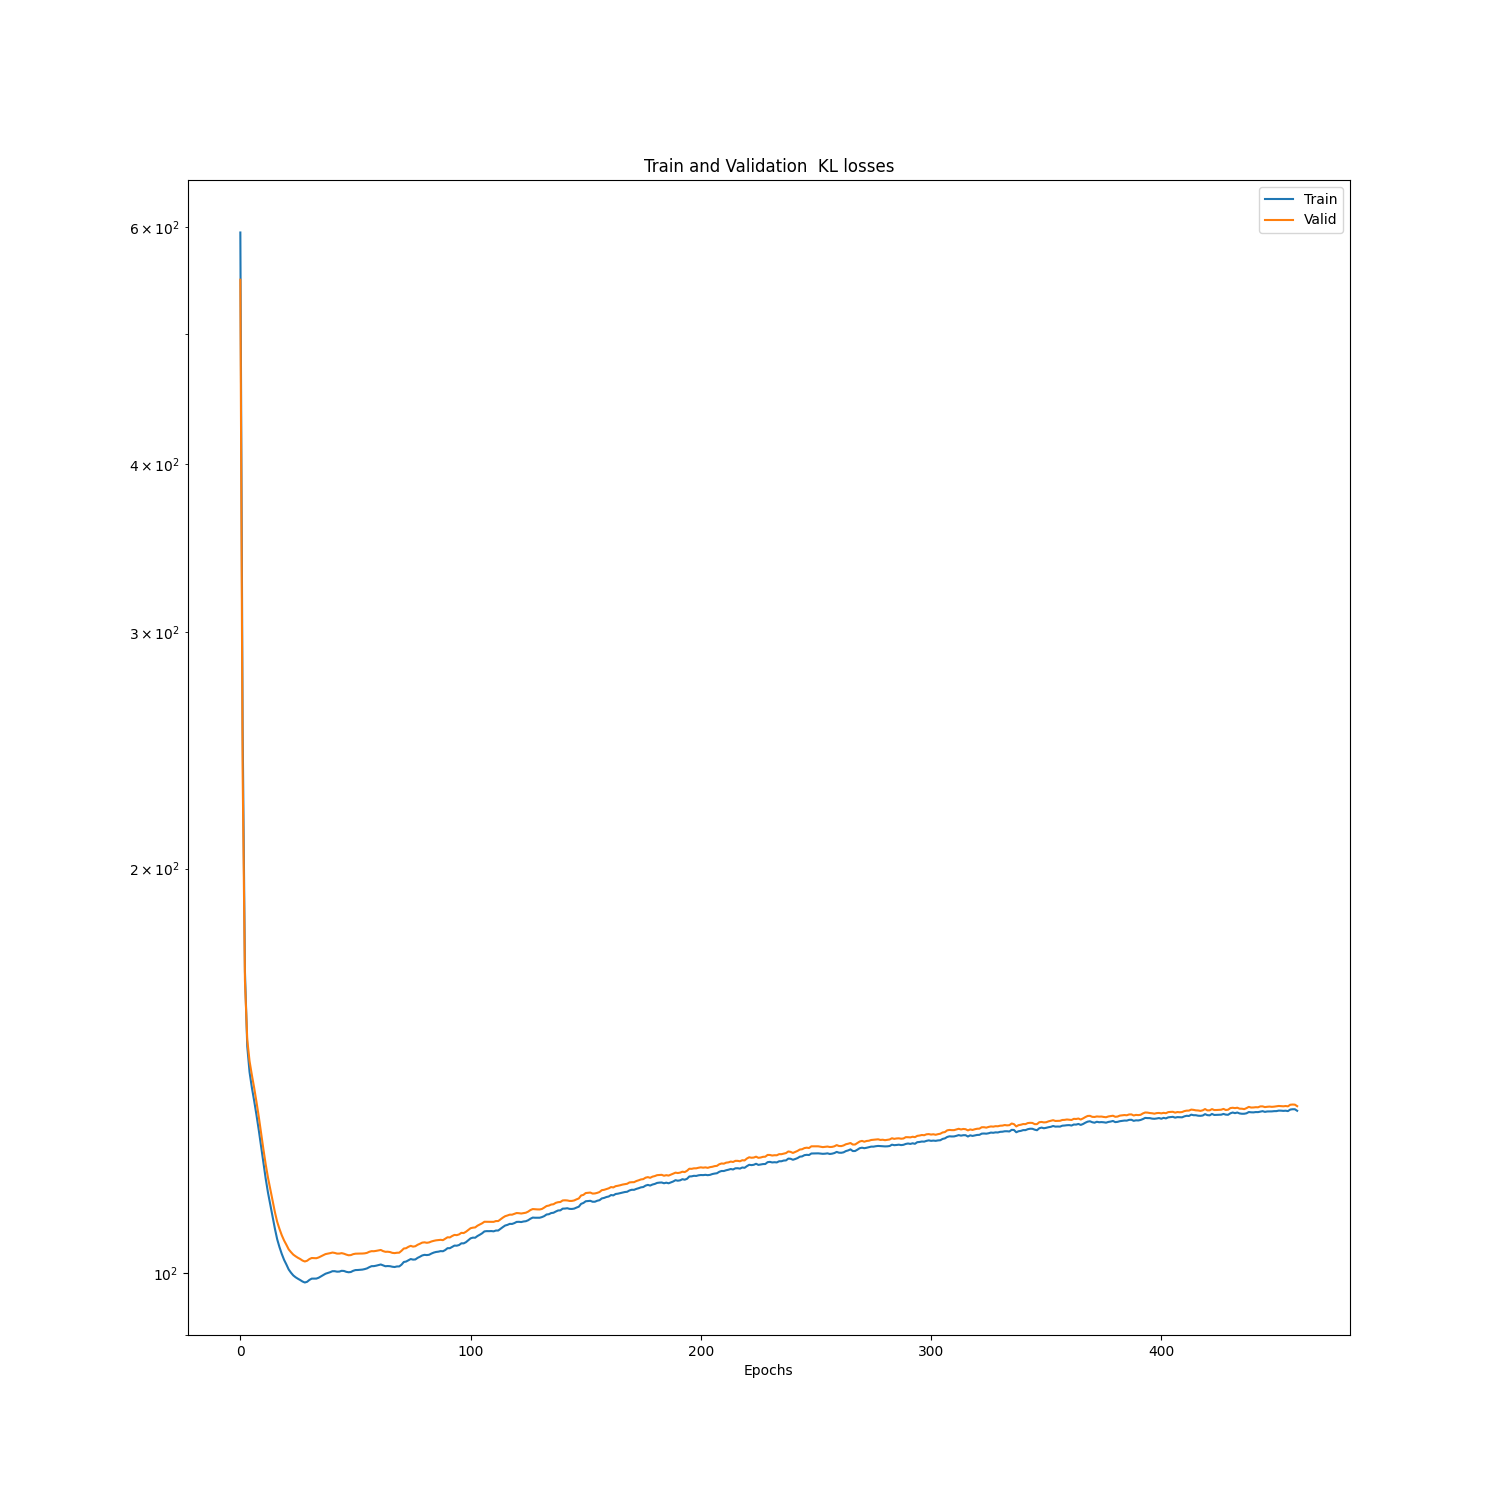 Train and Validation  KL losses
Train
Valid
6 × 10²
4 × 10²
3 × 10²
2 × 10²
10²
0 100 200 300 400
Epochs